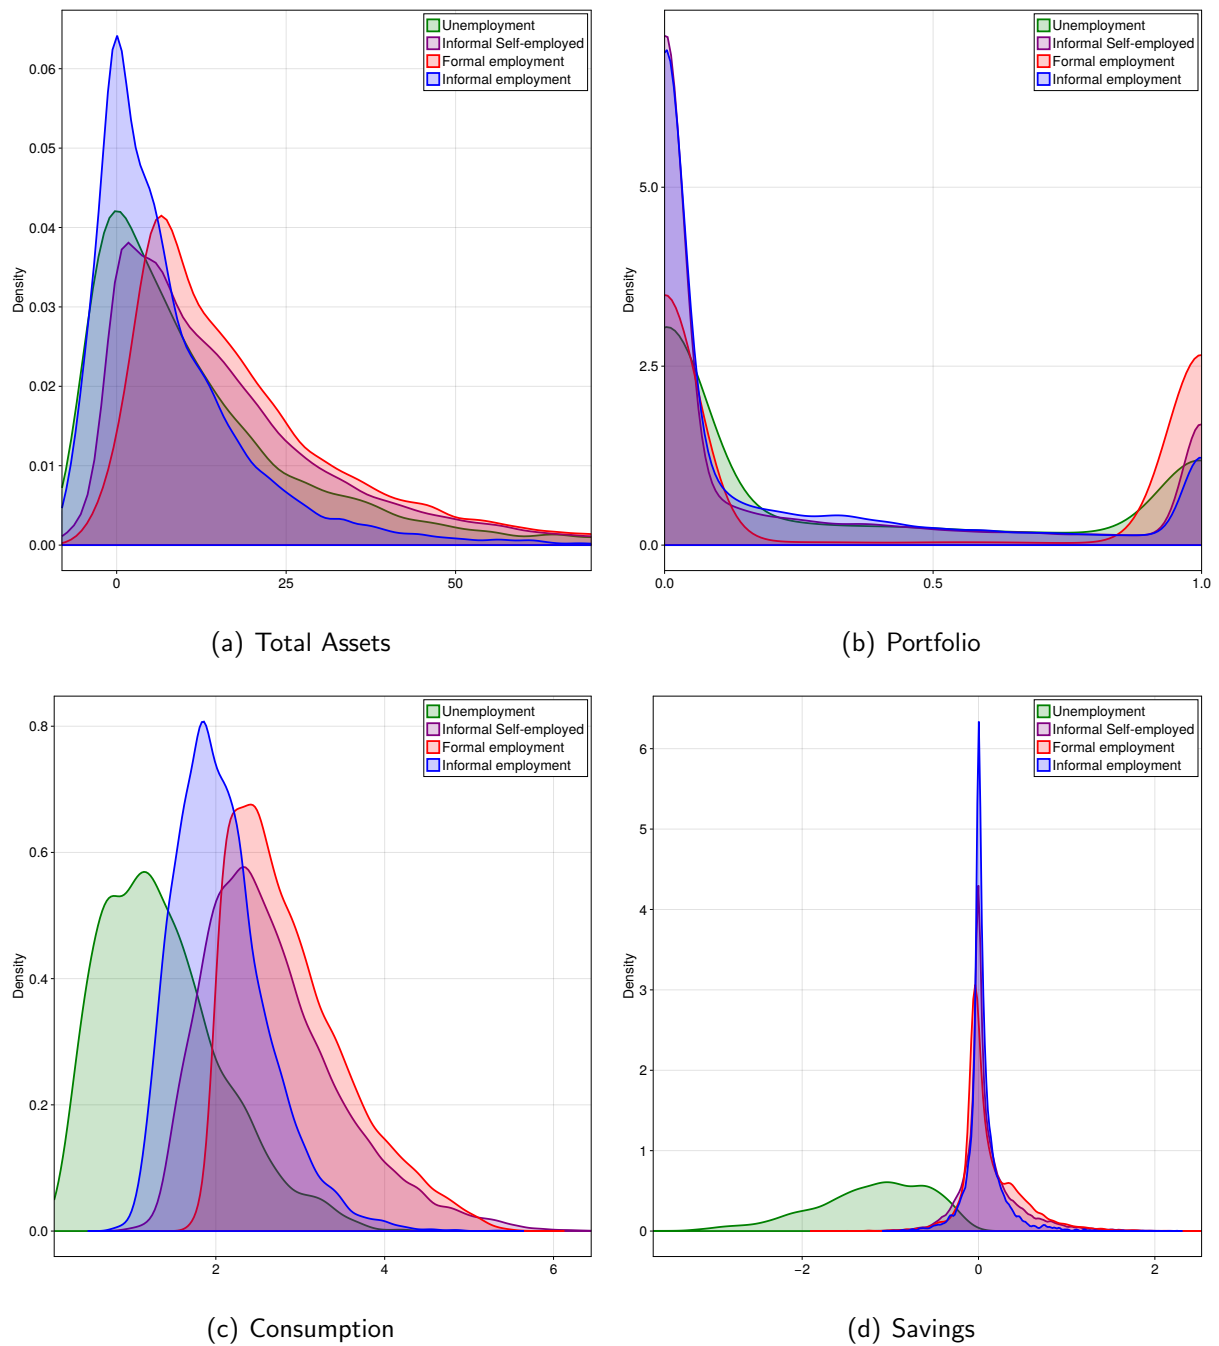 Unemployment
Informal Self-employed
Formal employment
Informal employment
Density
0.06
0.05
0.04
0.03
0.02
0.01
0.00
0
25
50
(a) Total Assets
Unemployment
Informal Self-employed
Formal employment
Informal employment
Density
5.0
2.5
0.0
0.0
0.5
1.0
(b) Portfolio
Unemployment
Informal Self-employed
Formal employment
Informal employment
Density
0.8
0.6
0.4
0.2
0.0
2
4
6
(c) Consumption
Unemployment
Informal Self-employed
Formal employment
Informal employment
Density
6
5
4
3
2
1
0
−2
0
2
(d) Savings